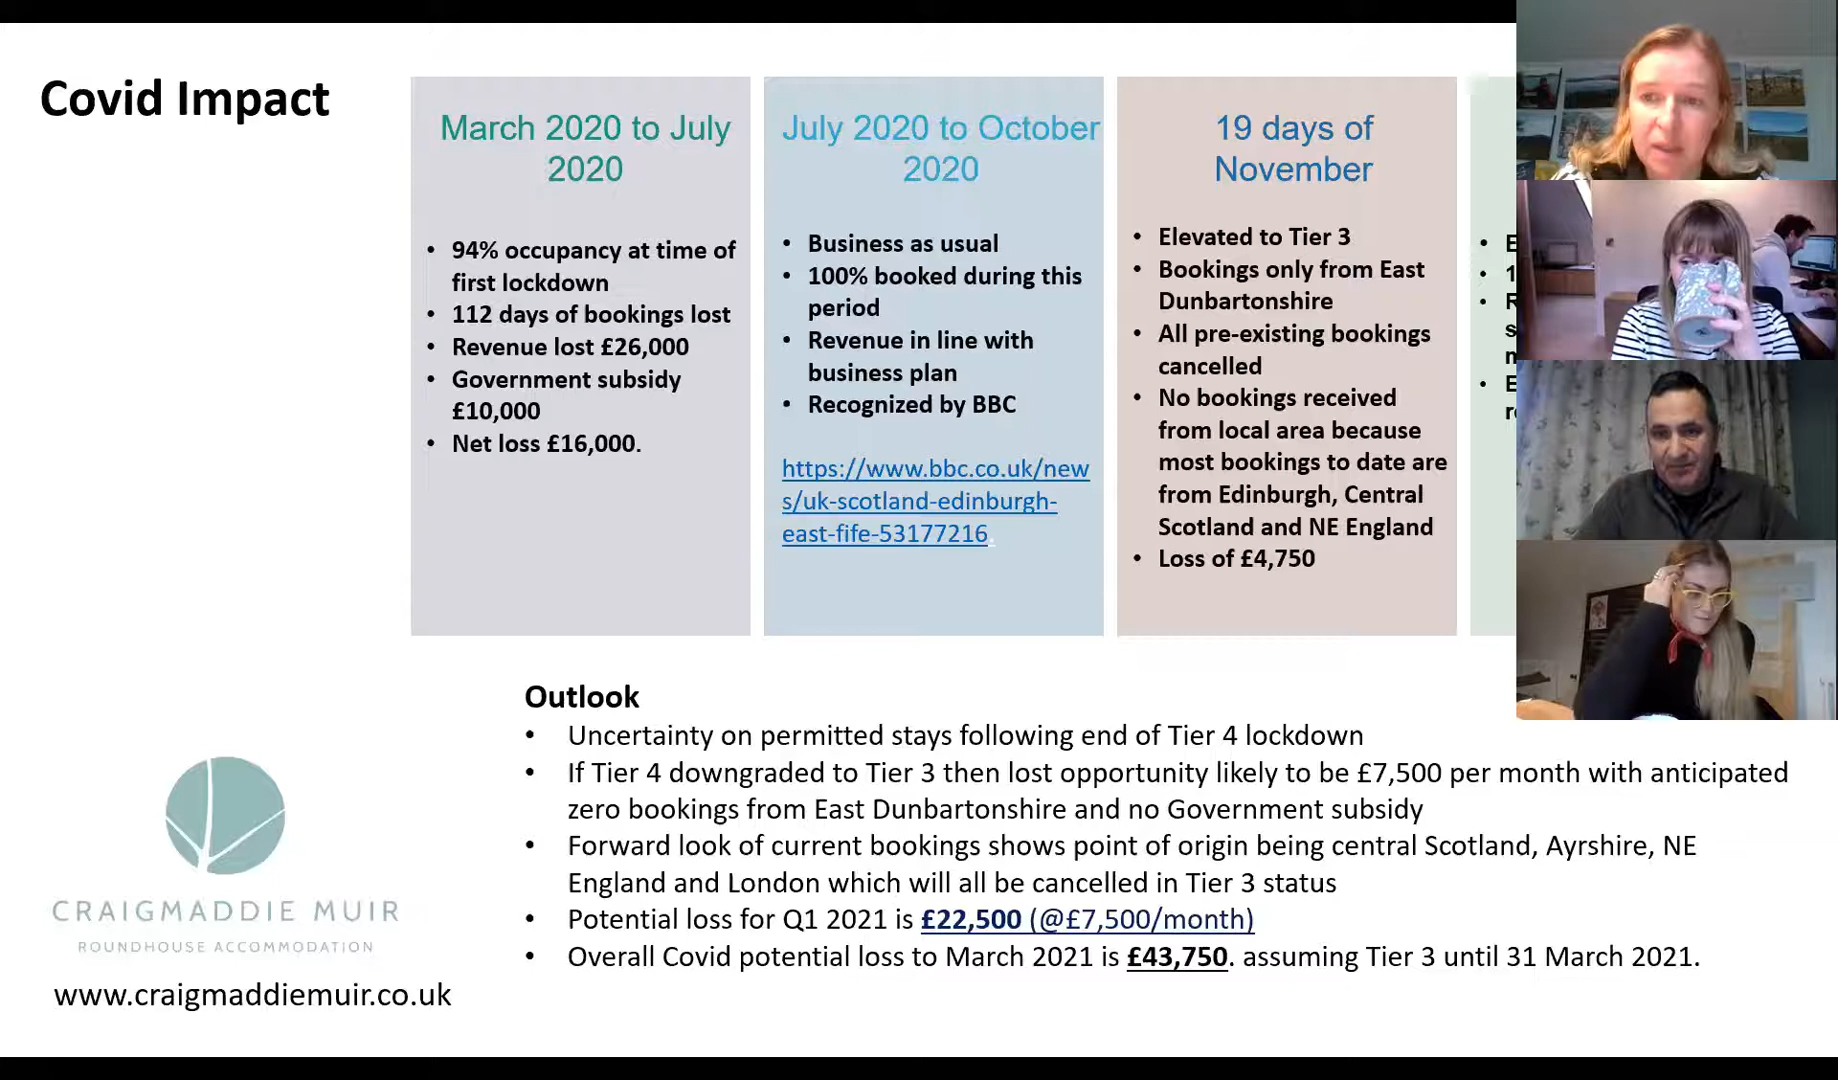 Covid Impact
March 2020 to July
2020
• 94% occupancy at time of
first lockdown
• 112 days of bookings lost
• Revenue lost £26,000
• Government subsidy
£10,000
• Net loss £16,000.
July 2020 to October
2020
• Business as usual
• 100% booked during this
period
• Revenue in line with
business plan
• Recognized by BBC
https://www.bbc.co.uk/new
s/uk-scotland-edinburgh-
east-fife-53177216.
19 days of
November
• Elevated to Tier 3
• Bookings only from East
Dunbartonshire
• All pre-existing bookings
cancelled
• No bookings received
from local area because
most bookings to date are
from Edinburgh, Central
Scotland and NE England
• Loss of £4,750
Outlook
• Uncertainty on permitted stays following end of Tier 4 lockdown
• If Tier 4 downgraded to Tier 3 then lost opportunity likely to be £7,500 per month with anticipated
zero bookings from East Dunbartonshire and no Government subsidy
• Forward look of current bookings shows point of origin being central Scotland, Ayrshire, NE
England and London which will all be cancelled in Tier 3 status
• Potential loss for Q1 2021 is £22,500 (@£7,500/month)
• Overall Covid potential loss to March 2021 is £43,750. assuming Tier 3 until 31 March 2021.
CRAIGMADDIE MUIR
ROUNDHOUSE ACCOMMODATION
www.craigmaddiemuir.co.uk